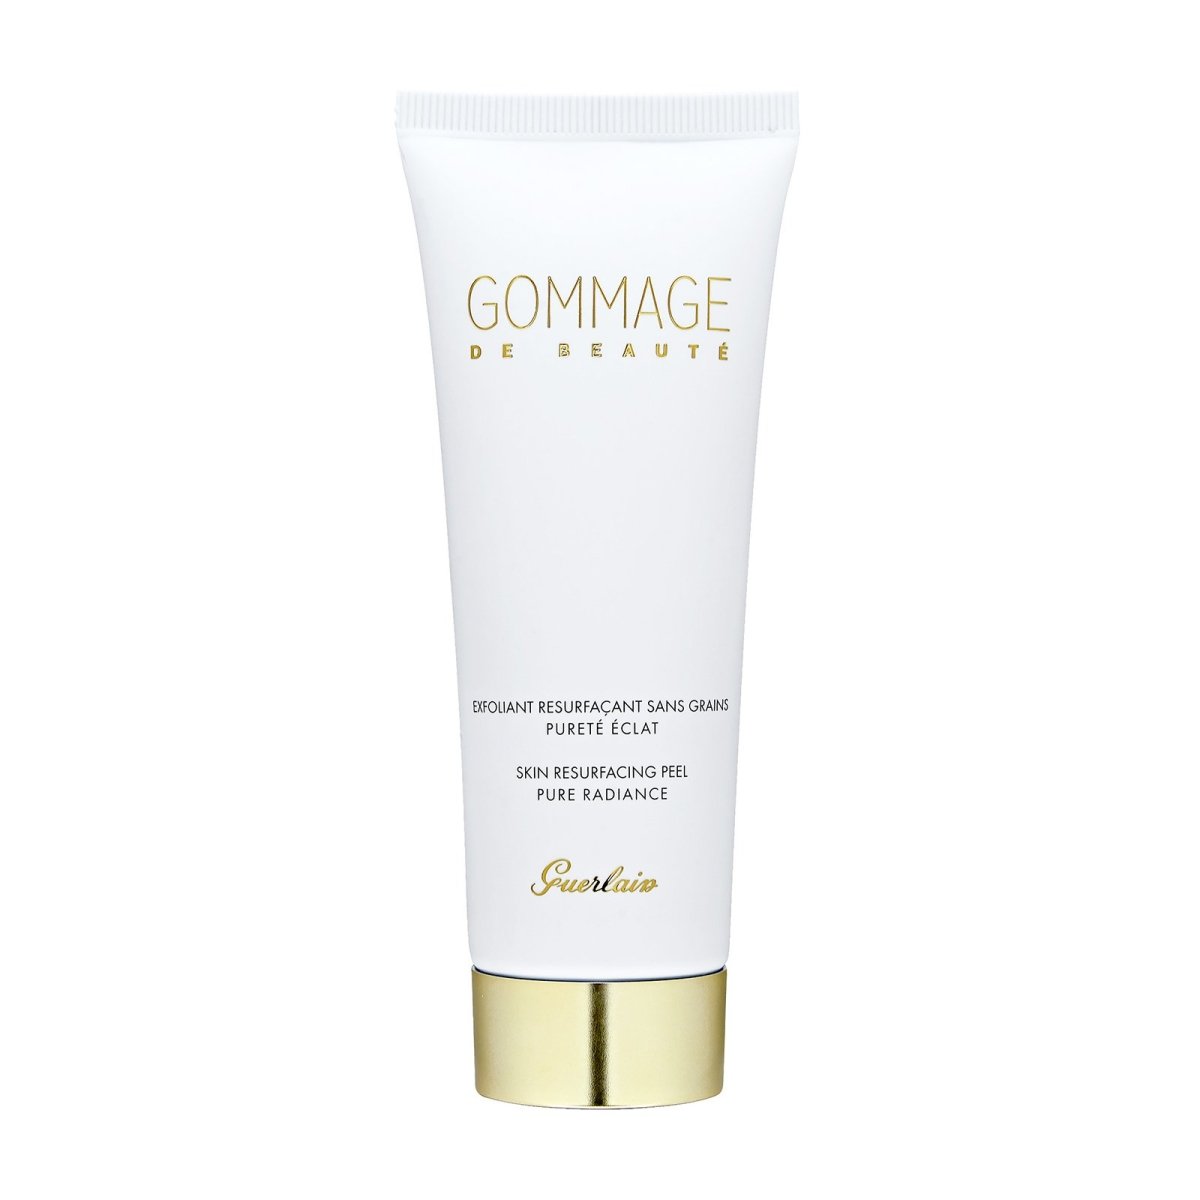 GOMMAGE
DE BEAUTÉ
EXFOLIANT RESURFAÇANT SANS GRAINS
PURETÉ ÉCLAT
SKIN RESURFACING PEEL
PURE RADIANCE
Guerlain